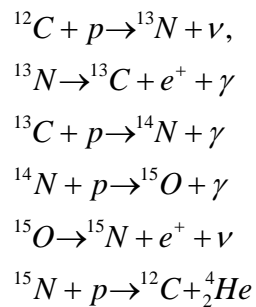 ¹²C + p → ¹³N + ν,
¹³N → ¹³C + e⁺ + γ
¹³C + p → ¹⁴N + γ
¹⁴N + p → ¹⁵O + γ
¹⁵O → ¹⁵N + e⁺ + ν
¹⁵N + p → ¹²C + ⁴₂He